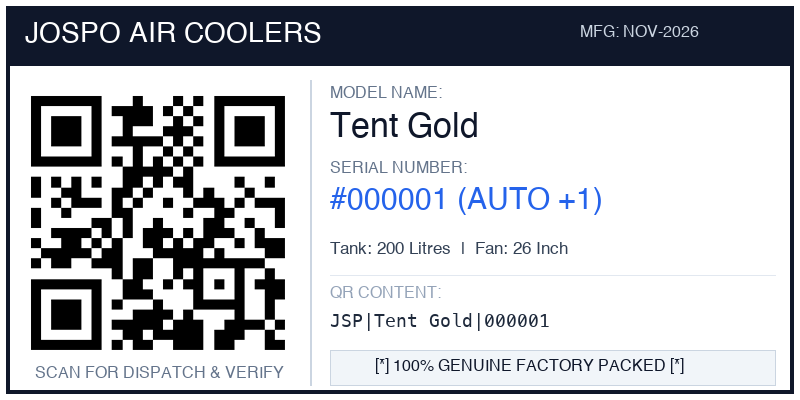 JOSPO AIR COOLERS
MFG: NOV-2026
MODEL NAME:
Tent Gold
SERIAL NUMBER:
#000001 (AUTO +1)
Tank: 200 Litres | Fan: 26 Inch
QR CONTENT:
JSP|Tent Gold|000001
[*] 100% GENUINE FACTORY PACKED [*]
SCAN FOR DISPATCH & VERIFY